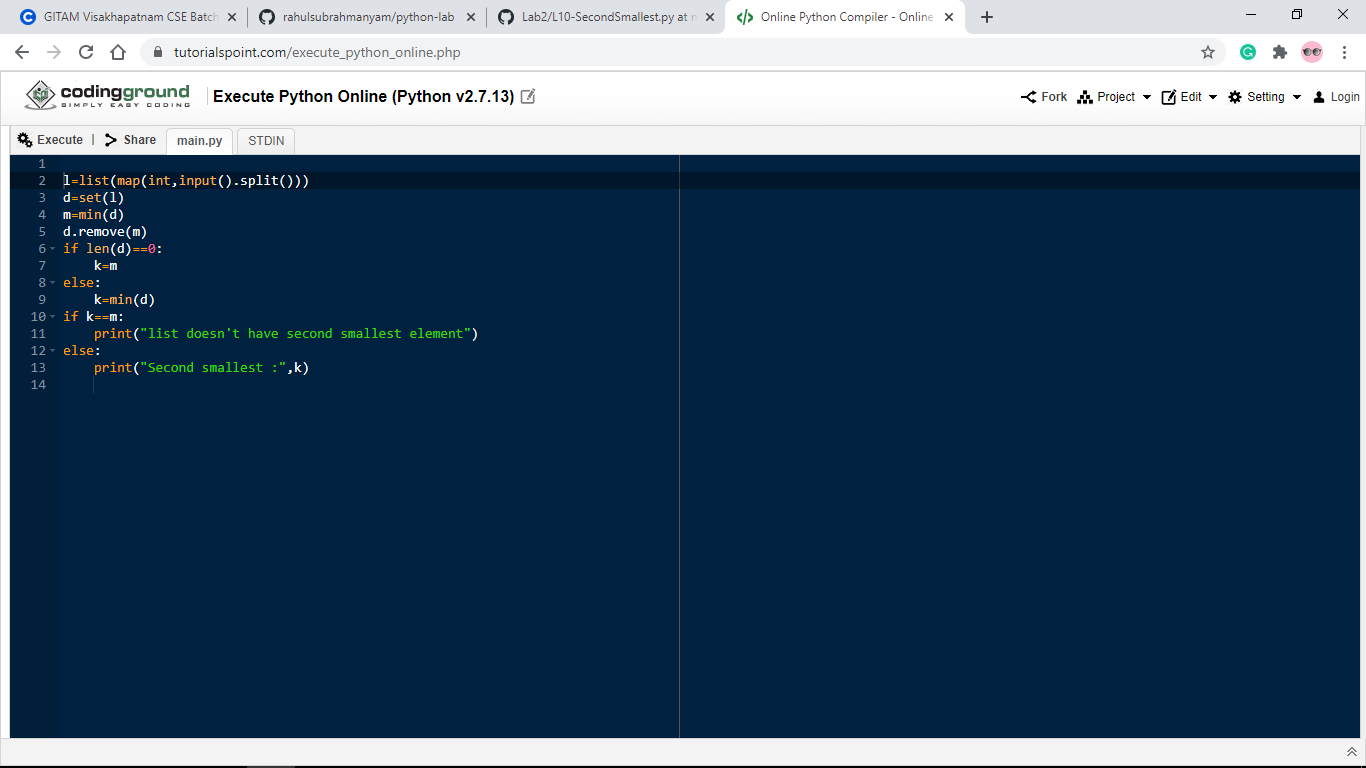 GITAM Visakhapatnam CSE Batch
rahulsubrahmanyam/python-lab
Lab2/L10-SecondSmallest.py at
Online Python Compiler - Online
tutorialspoint.com/execute_python_online.php
codingground
SIMPLY EASY CODING
Execute Python Online (Python v2.7.13)
Fork
Project
Edit
Setting
Login
Execute | Share
main.py
STDIN
1
2 l=list(map(int,input().split()))
3 d=set(l)
4 m=min(d)
5 d.remove(m)
6 if len(d)==0:
7     k=m
8 else:
9     k=min(d)
10 if k==m:
11     print("list doesn't have second smallest element")
12 else:
13     print("Second smallest :",k)
14